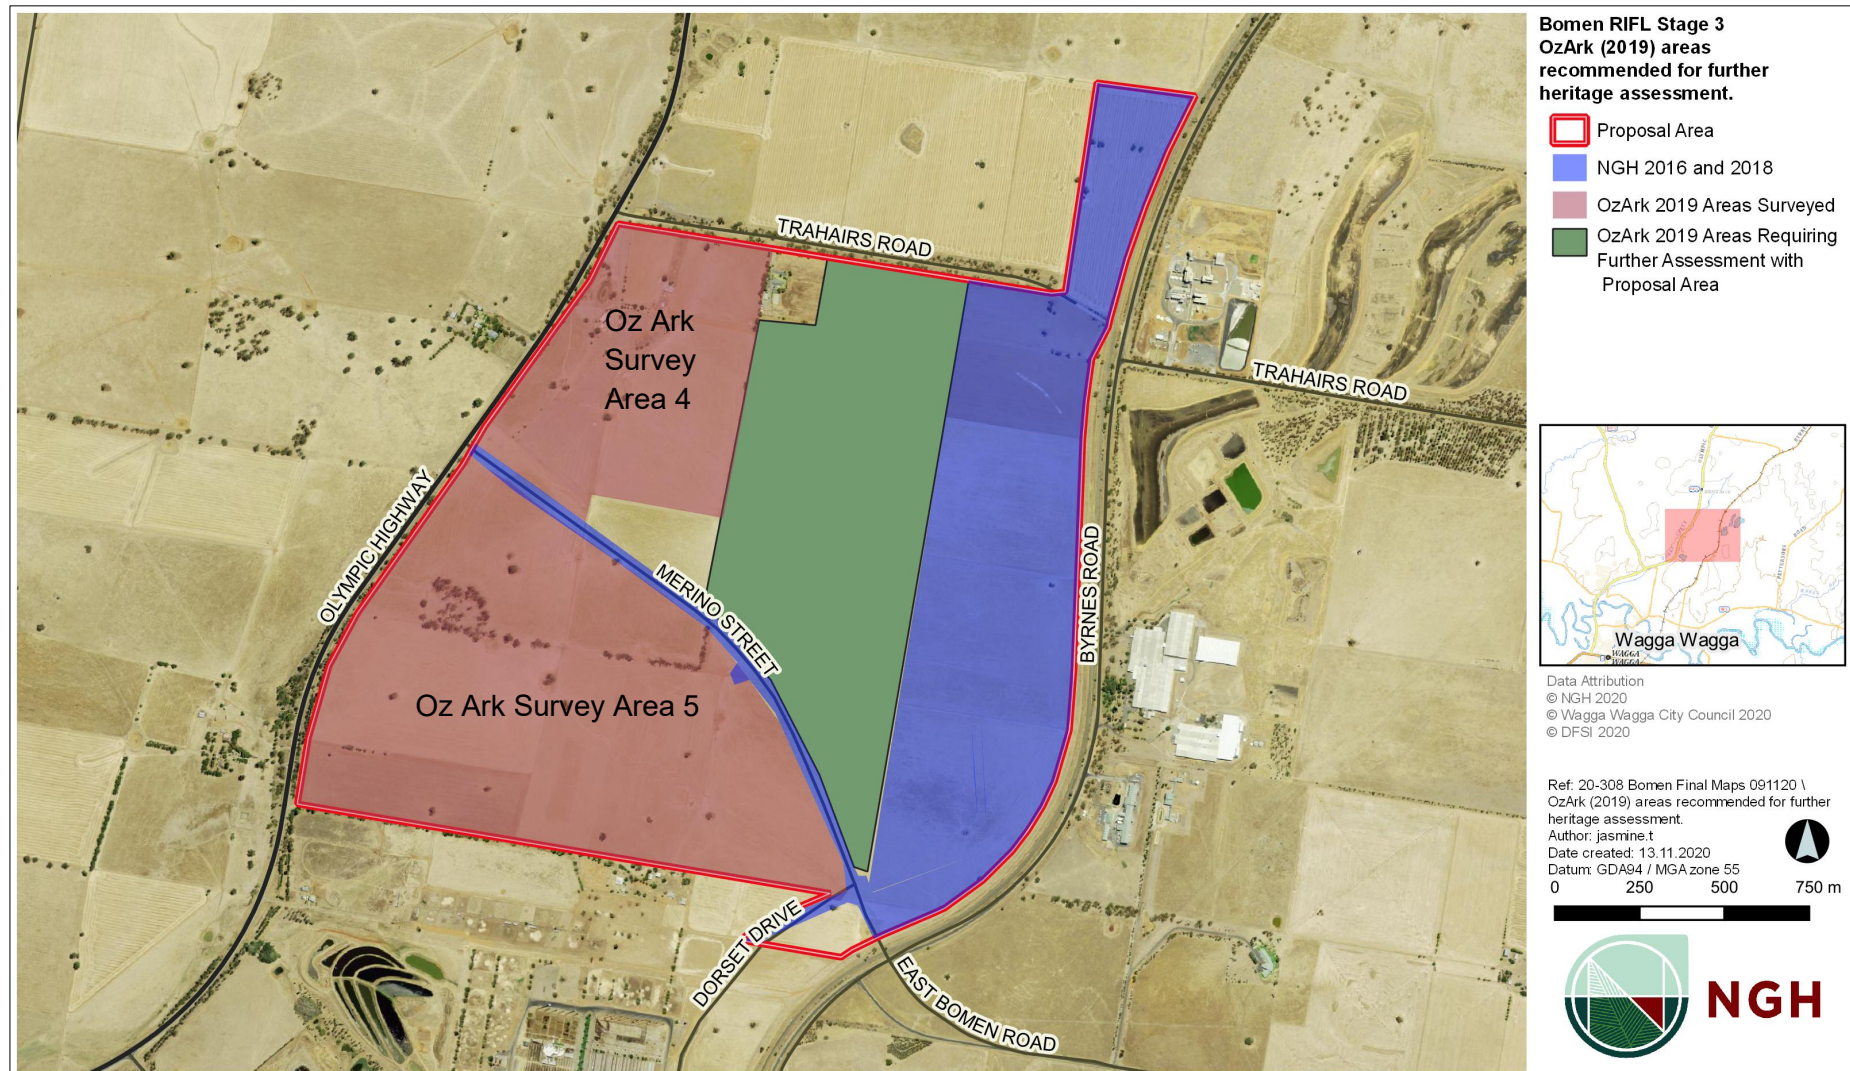 Bomen RIFL Stage 3
OzArk (2019) areas
recommended for further
heritage assessment.
Proposal Area
NGH 2016 and 2018
OzArk 2019 Areas Surveyed
OzArk 2019 Areas Requiring
Further Assessment with
Proposal Area
TRAHAIRS ROAD
Oz Ark
Survey
Area 4
TRAHAIRS ROAD
OLYMPIC HIGHWAY
MERINO STREET
BYRNES ROAD
Oz Ark Survey Area 5
DORSET DRIVE
EAST BOMEN ROAD
Wagga Wagga
WAGGA
WAGGA
Data Attribution
© NGH 2020
© Wagga Wagga City Council 2020
© DFSI 2020
Ref: 20-308 Bomen Final Maps 091120 \
OzArk (2019) areas recommended for further
heritage assessment.
Author: jasmine.t
Date created: 13.11.2020
Datum: GDA94 / MGA zone 55
0 250 500 750 m
NGH